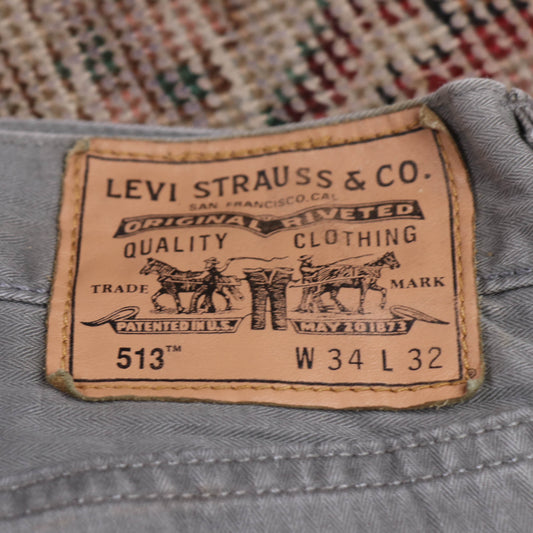 LEVI STRAUSS & CO.
SAN FRANCISCO.CAL
ORIGINAL RIVETED
QUALITY CLOTHING
TRADE MARK
PATENTED IN U.S. MAY 20 1873
513™ W 34 L 32